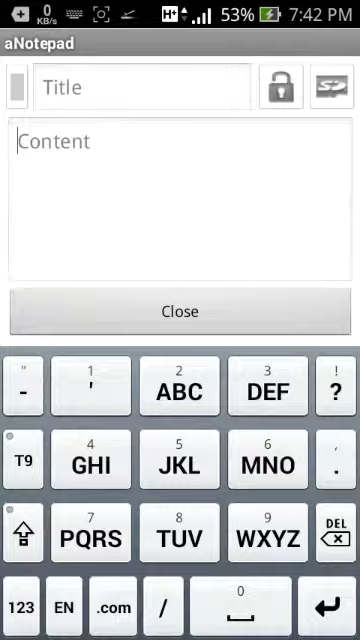 0 KB/s H+ 53% 7:42 PM
aNotepad
Title
Content
Close
" 1 2 3 !
- ' ABC DEF ?
4 5 6 ,
T9 GHI JKL MNO .
7 8 9 DEL
PQRS TUV WXYZ
0
123 EN .com /